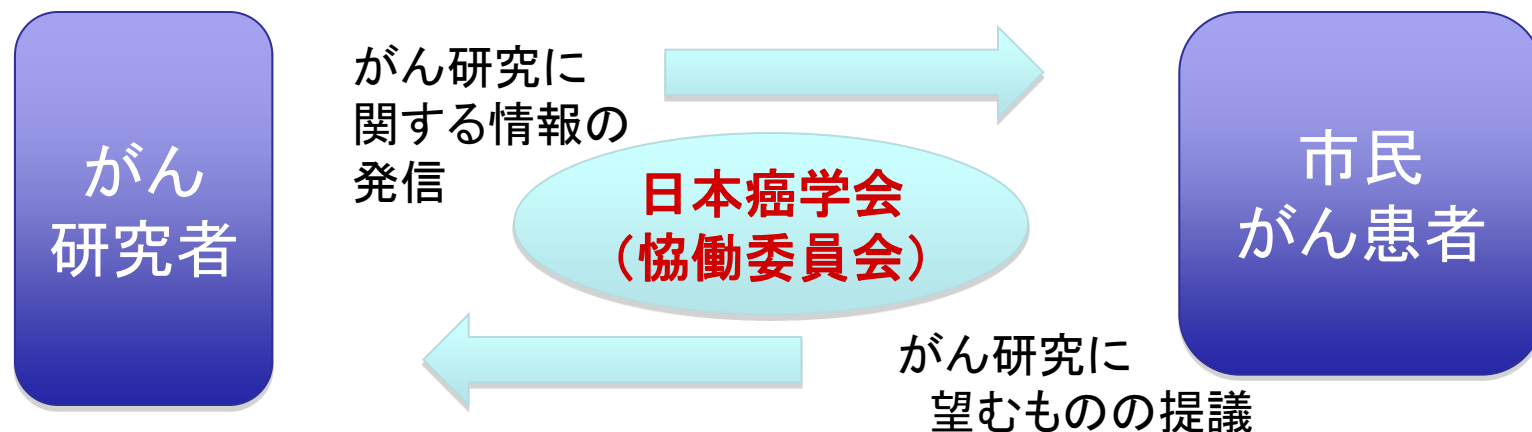 がん
研究者
がん研究に
関する情報の
発信
日本癌学会
（恊働委員会）
市民
がん患者
がん研究に
望むものの提議